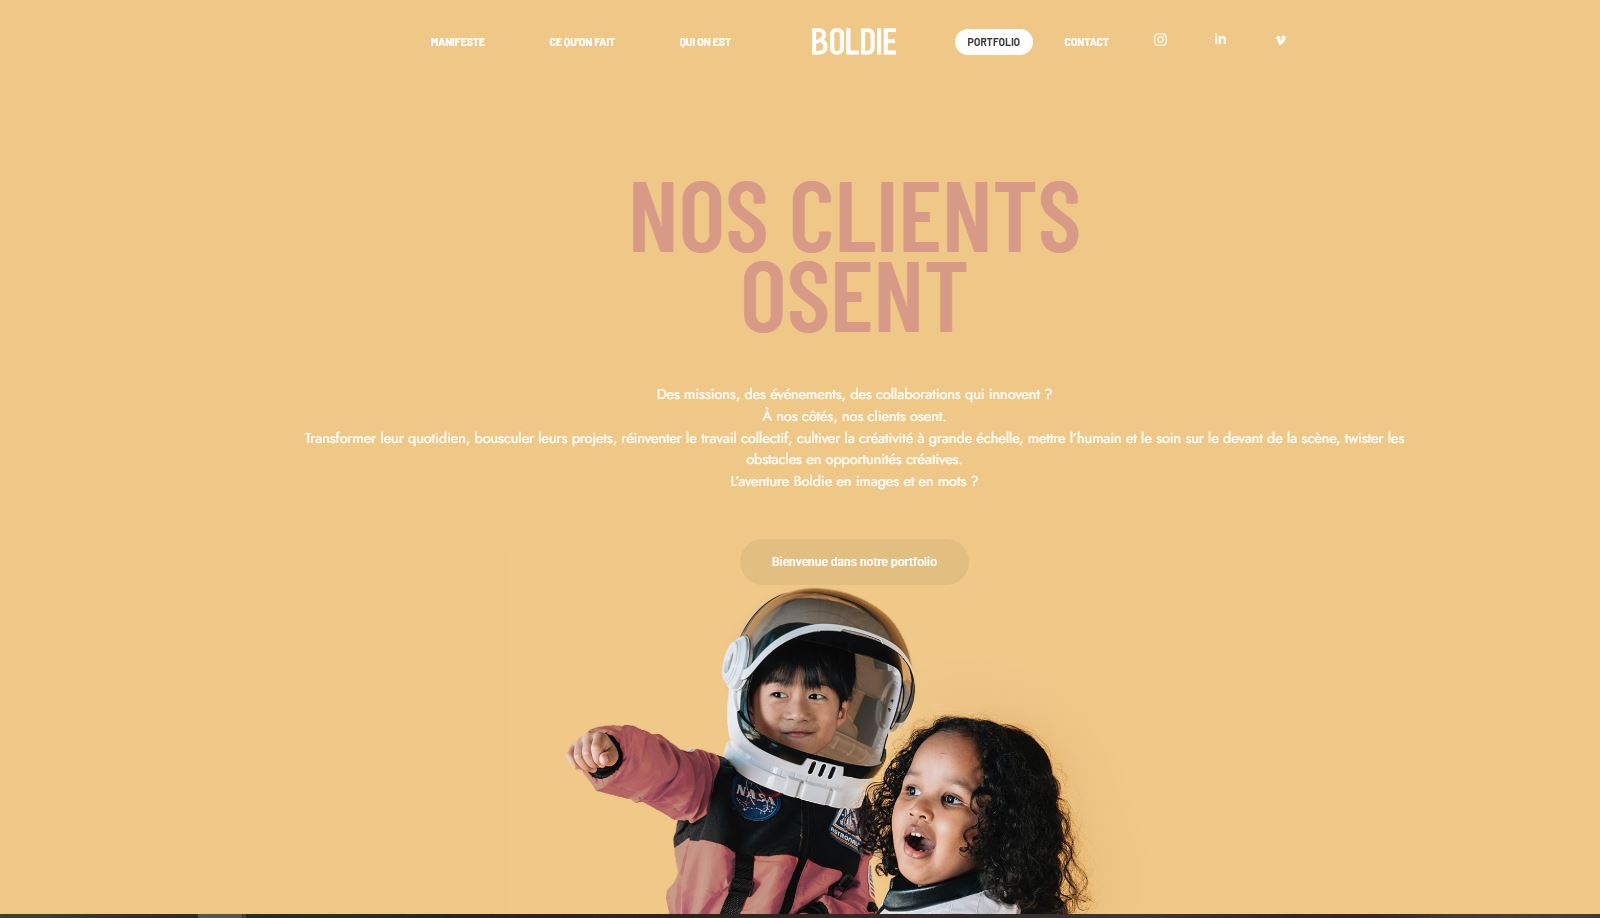 MANIFESTE
CE QU'ON FAIT
QUI ON EST
BOLDIE
PORTFOLIO
CONTACT
in
NOS CLIENTS
OSENT
Des missions, des événements, des collaborations qui innovent ?
À nos côtés, nos clients osent.
Transformer leur quotidien, bousculer leurs projets, réinventer le travail collectif, cultiver la créativité à grande échelle, mettre l’humain et le soin sur le devant de la scène, twister les
obstacles en opportunités créatives.
L’aventure Boldie en images et en mots ?
Bienvenue dans notre portfolio
NASA